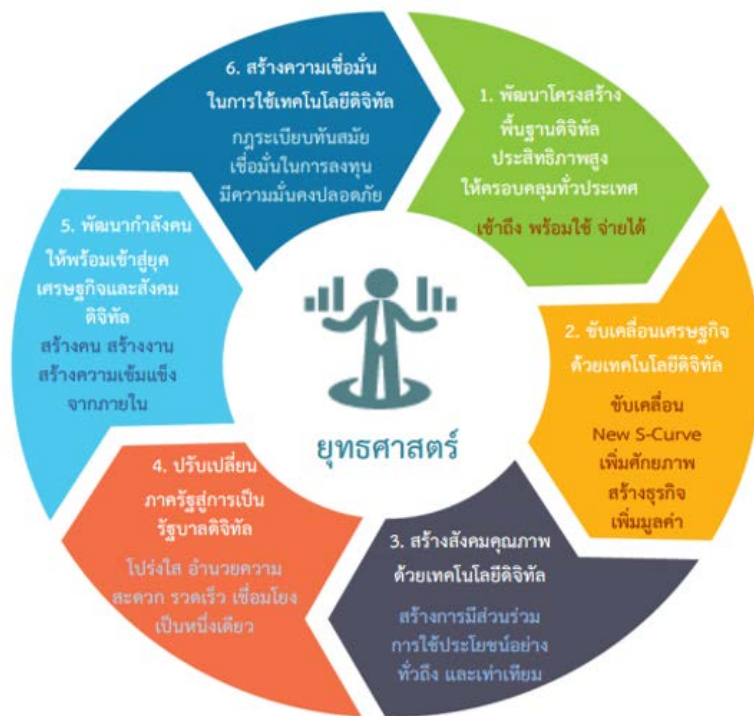 1. พัฒนาโครงสร้าง
พื้นฐานดิจิทัล
ประสิทธิภาพสูง
ให้ครอบคลุมทั่วประเทศ
เข้าถึง พร้อมใช้ จ่ายได้
2. ขับเคลื่อนเศรษฐกิจ
ด้วยเทคโนโลยีดิจิทัล
ขับเคลื่อน
New S-Curve
เพิ่มศักยภาพ
สร้างธุรกิจ
เพิ่มมูลค่า
3. สร้างสังคมคุณภาพ
ด้วยเทคโนโลยีดิจิทัล
สร้างการมีส่วนร่วม
การใช้ประโยชน์อย่าง
ทั่วถึง และเท่าเทียม
4. ปรับเปลี่ยน
ภาครัฐสู่การเป็น
รัฐบาลดิจิทัล
โปร่งใส อำนวยความ
สะดวก รวดเร็ว เชื่อมโยง
เป็นหนึ่งเดียว
5. พัฒนากำลังคน
ให้พร้อมเข้าสู่ยุค
เศรษฐกิจและสังคม
ดิจิทัล
สร้างคน สร้างงาน
สร้างความเข้มแข็ง
จากภายใน
6. สร้างความเชื่อมั่น
ในการใช้เทคโนโลยีดิจิทัล
กฎระเบียบทันสมัย
เชื่อมั่นในการลงทุน
มีความมั่นคงปลอดภัย
ยุทธศาสตร์